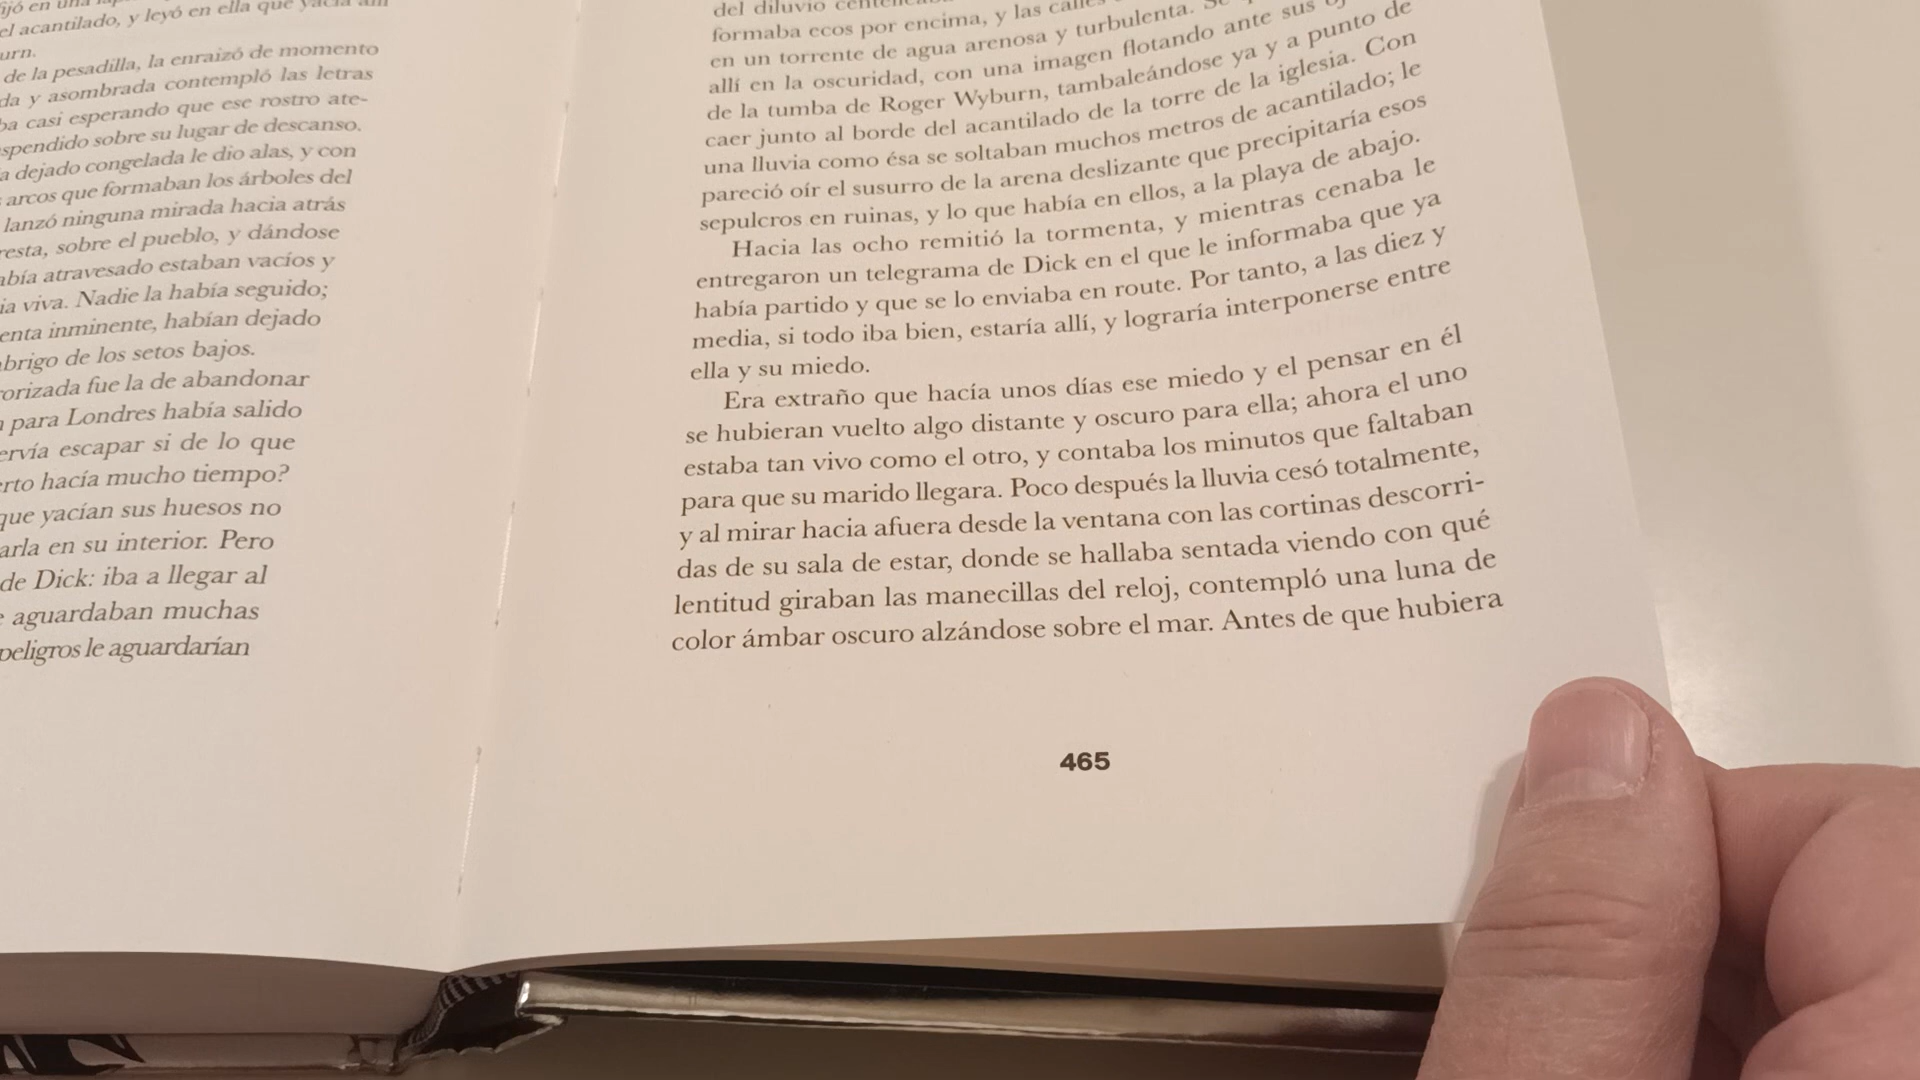 fijó en una
el acantilado, y leyó en ella que yacía allí
urn.
de la pesadilla, la enraizó de momento
da y asombrada contempló las letras
ba casi esperando que ese rostro ate-
spendido sobre su lugar de descanso.
a dejado congelada le dio alas, y con
arcos que formaban los árboles del
lanzó ninguna mirada hacia atrás
resta, sobre el pueblo, y dándose
abía atravesado estaban vacíos y
ia viva. Nadie la había seguido;
enta inminente, habían dejado
abrigo de los setos bajos.
rorizada fue la de abandonar
n para Londres había salido
ervía escapar si de lo que
erto hacía mucho tiempo?
que yacían sus huesos no
arla en su interior. Pero
de Dick: iba a llegar al
e aguardaban muchas
peligros le aguardarían
del diluvio
formaba ecos por encima, y las calles
en un torrente de agua arenosa y turbulenta.
allí en la oscuridad, con una imagen flotando ante sus
de la tumba de Roger Wyburn, tambaleándose ya y a punto de
caer junto al borde del acantilado de la torre de la iglesia. Con
una lluvia como ésa se soltaban muchos metros de acantilado; le
pareció oír el susurro de la arena deslizante que precipitaría esos
sepulcros en ruinas, y lo que había en ellos, a la playa de abajo.
Hacia las ocho remitió la tormenta, y mientras cenaba le
entregaron un telegrama de Dick en el que le informaba que ya
había partido y que se lo enviaba en route. Por tanto, a las diez y
media, si todo iba bien, estaría allí, y lograría interponerse entre
ella y su miedo.
Era extraño que hacía unos días ese miedo y el pensar en él
se hubieran vuelto algo distante y oscuro para ella; ahora el uno
estaba tan vivo como el otro, y contaba los minutos que faltaban
para que su marido llegara. Poco después la lluvia cesó totalmente,
y al mirar hacia afuera desde la ventana con las cortinas descorri-
das de su sala de estar, donde se hallaba sentada viendo con qué
lentitud giraban las manecillas del reloj, contempló una luna de
color ámbar oscuro alzándose sobre el mar. Antes de que hubiera
465